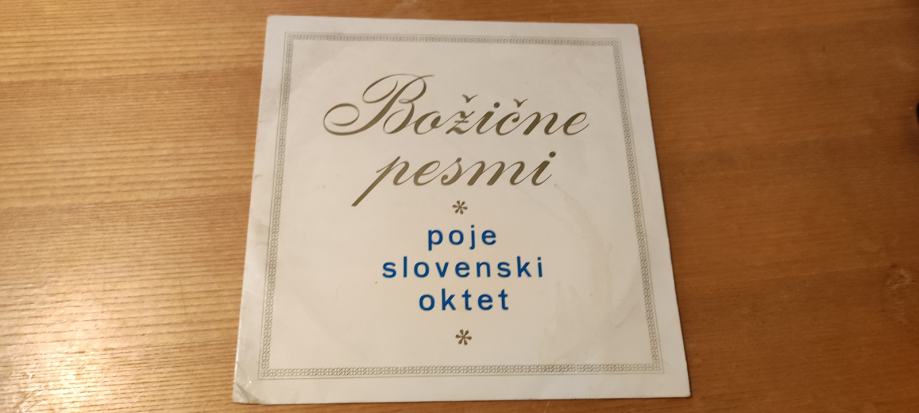 Božične
pesmi
*
poje
slovenski
oktet
*